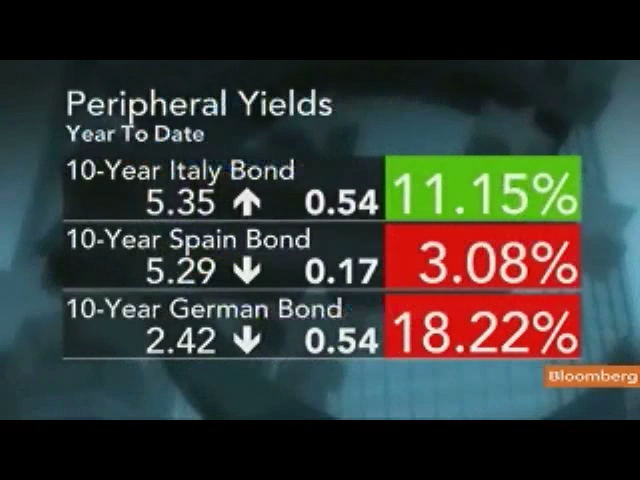 Peripheral Yields
Year To Date
10-Year Italy Bond
5.35 ↑ 0.54 11.15%
10-Year Spain Bond
5.29 ↓ 0.17 3.08%
10-Year German Bond
2.42 ↓ 0.54 18.22%
Bloomberg